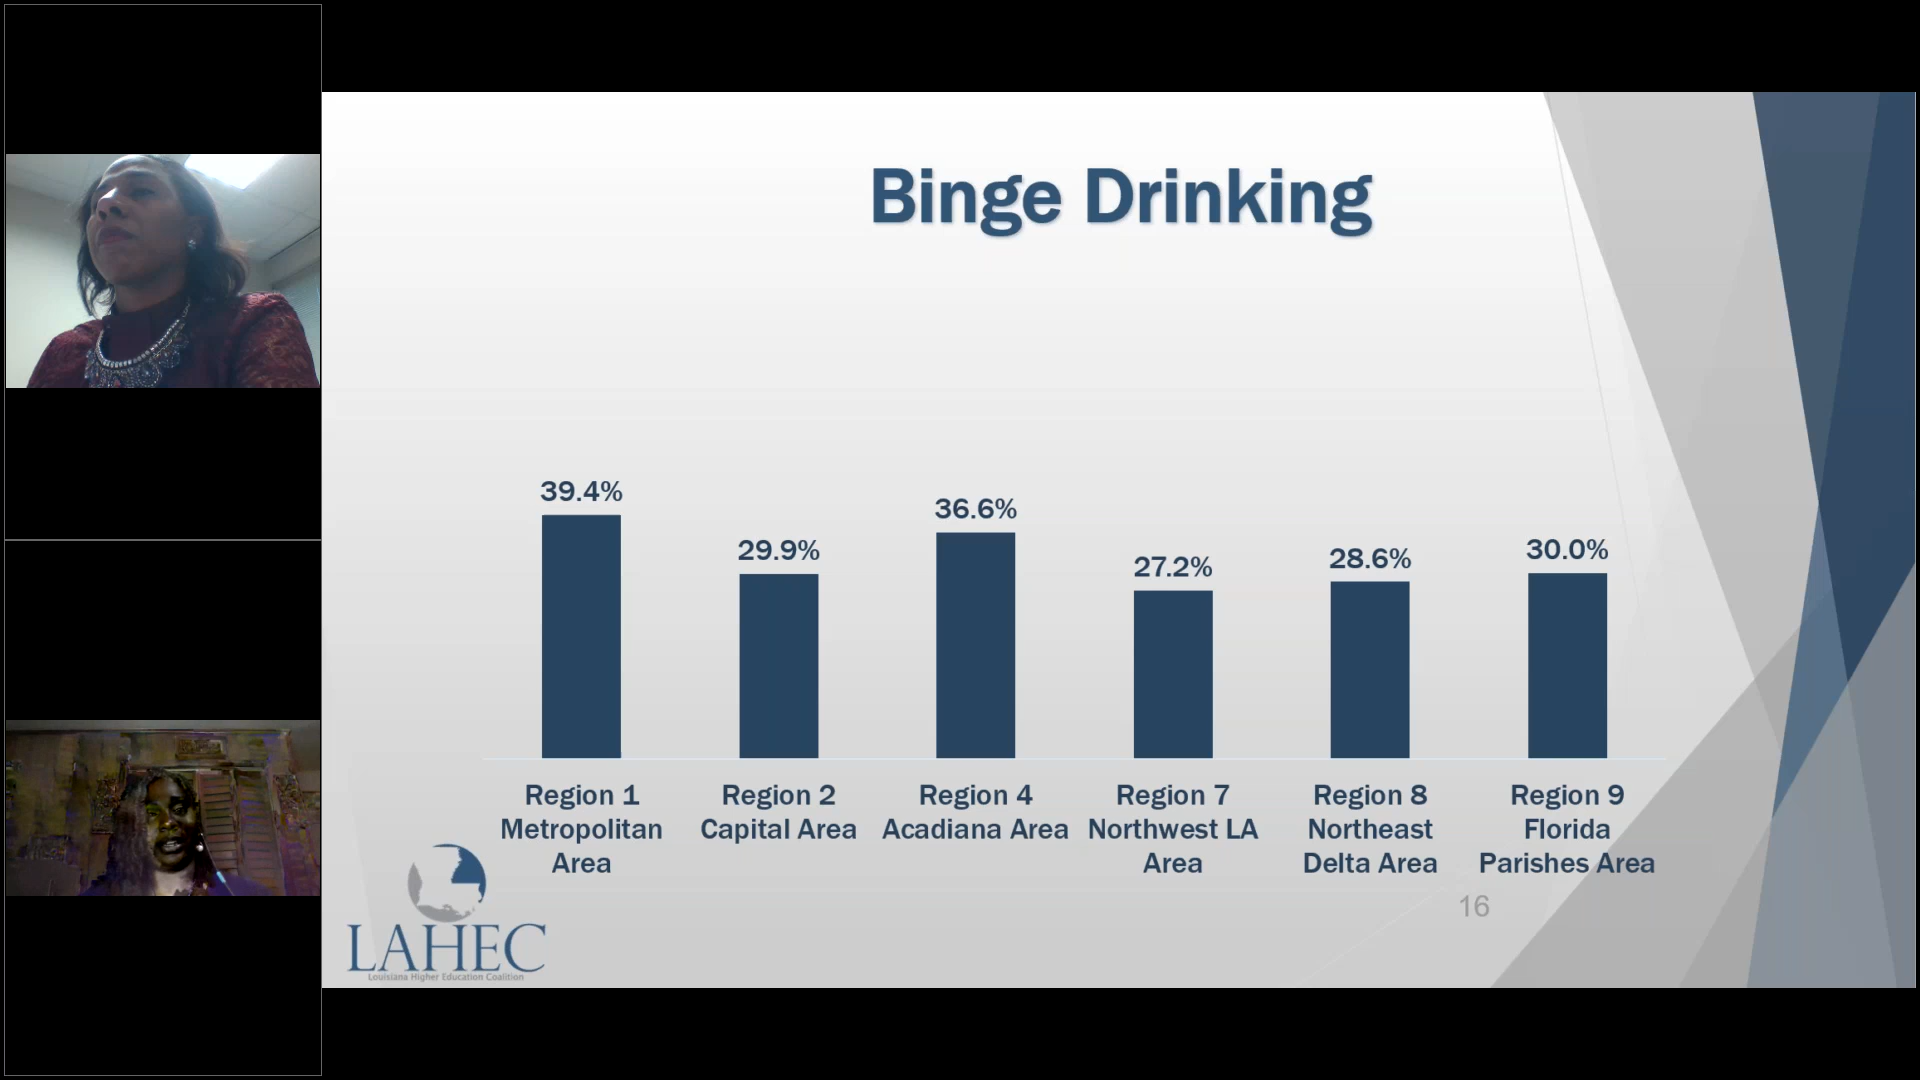 Binge Drinking
39.4%
29.9%
36.6%
27.2%
28.6%
30.0%
Region 1
Metropolitan
Area
Region 2
Capital Area
Region 4
Acadiana Area
Region 7
Northwest LA
Area
Region 8
Northeast
Delta Area
Region 9
Florida
Parishes Area
16
LAHEC
Louisiana Higher Education Coalition